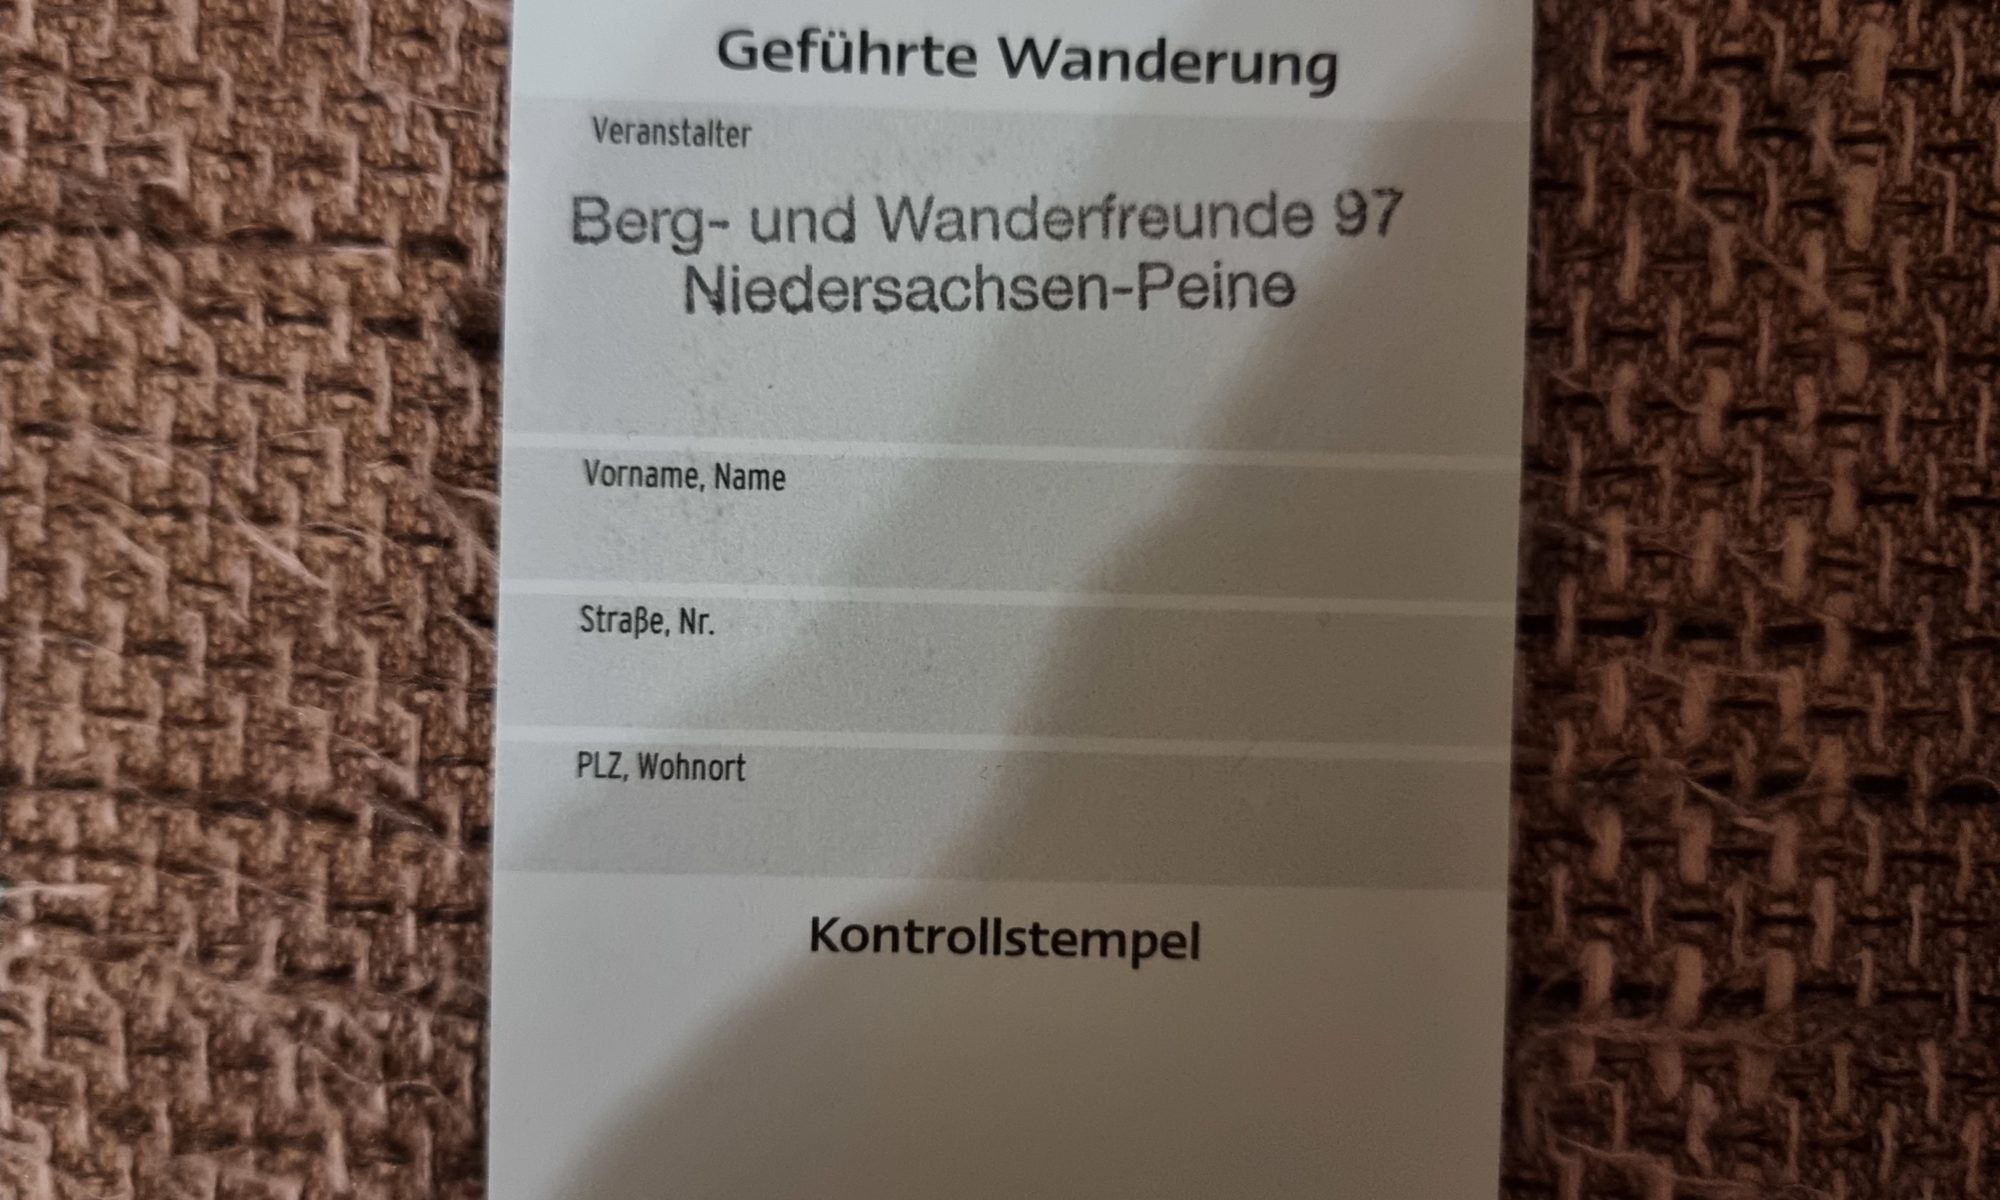 Geführte Wanderung
Veranstalter
Berg- und Wanderfreunde 97
Niedersachsen-Peine
Vorname, Name
Straße, Nr.
PLZ, Wohnort
Kontrollstempel